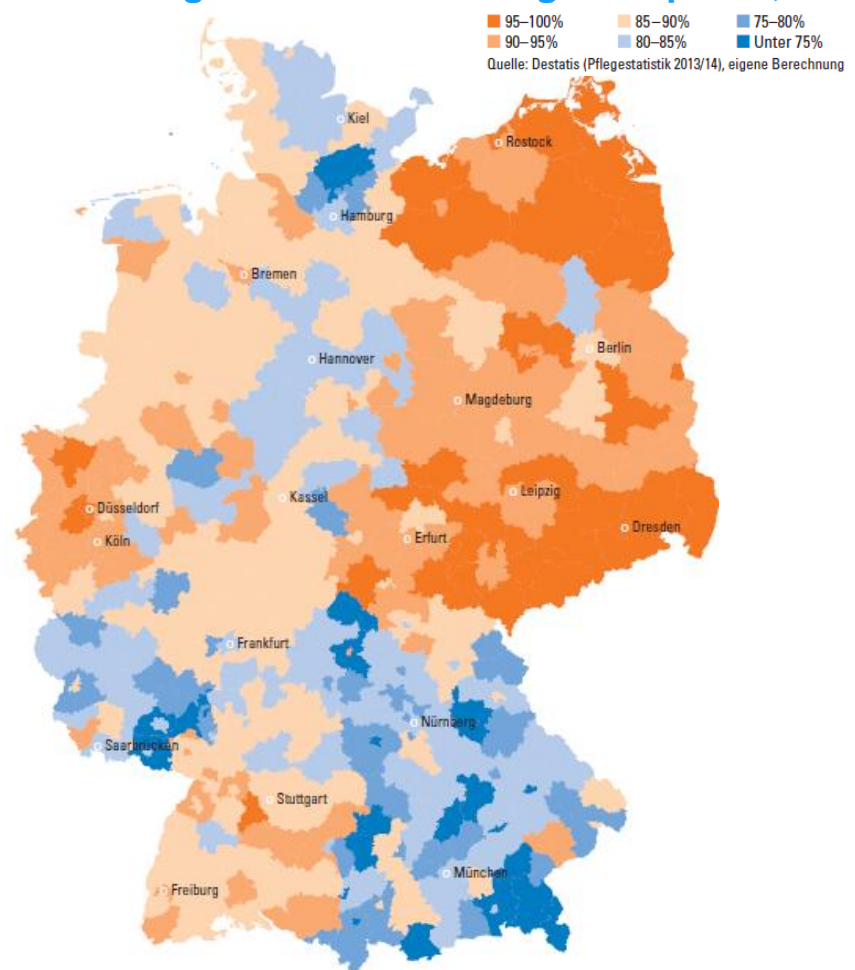 95–100%
85–90%
75–80%
90–95%
80–85%
Unter 75%
Quelle: Destatis (Pflegestatistik 2013/14), eigene Berechnung
Kiel
Rostock
Hamburg
Bremen
Berlin
Hannover
Magdeburg
Leipzig
Kassel
Düsseldorf
Dresden
Erfurt
Köln
Frankfurt
Nürnberg
Saarbrücken
Stuttgart
München
Freiburg